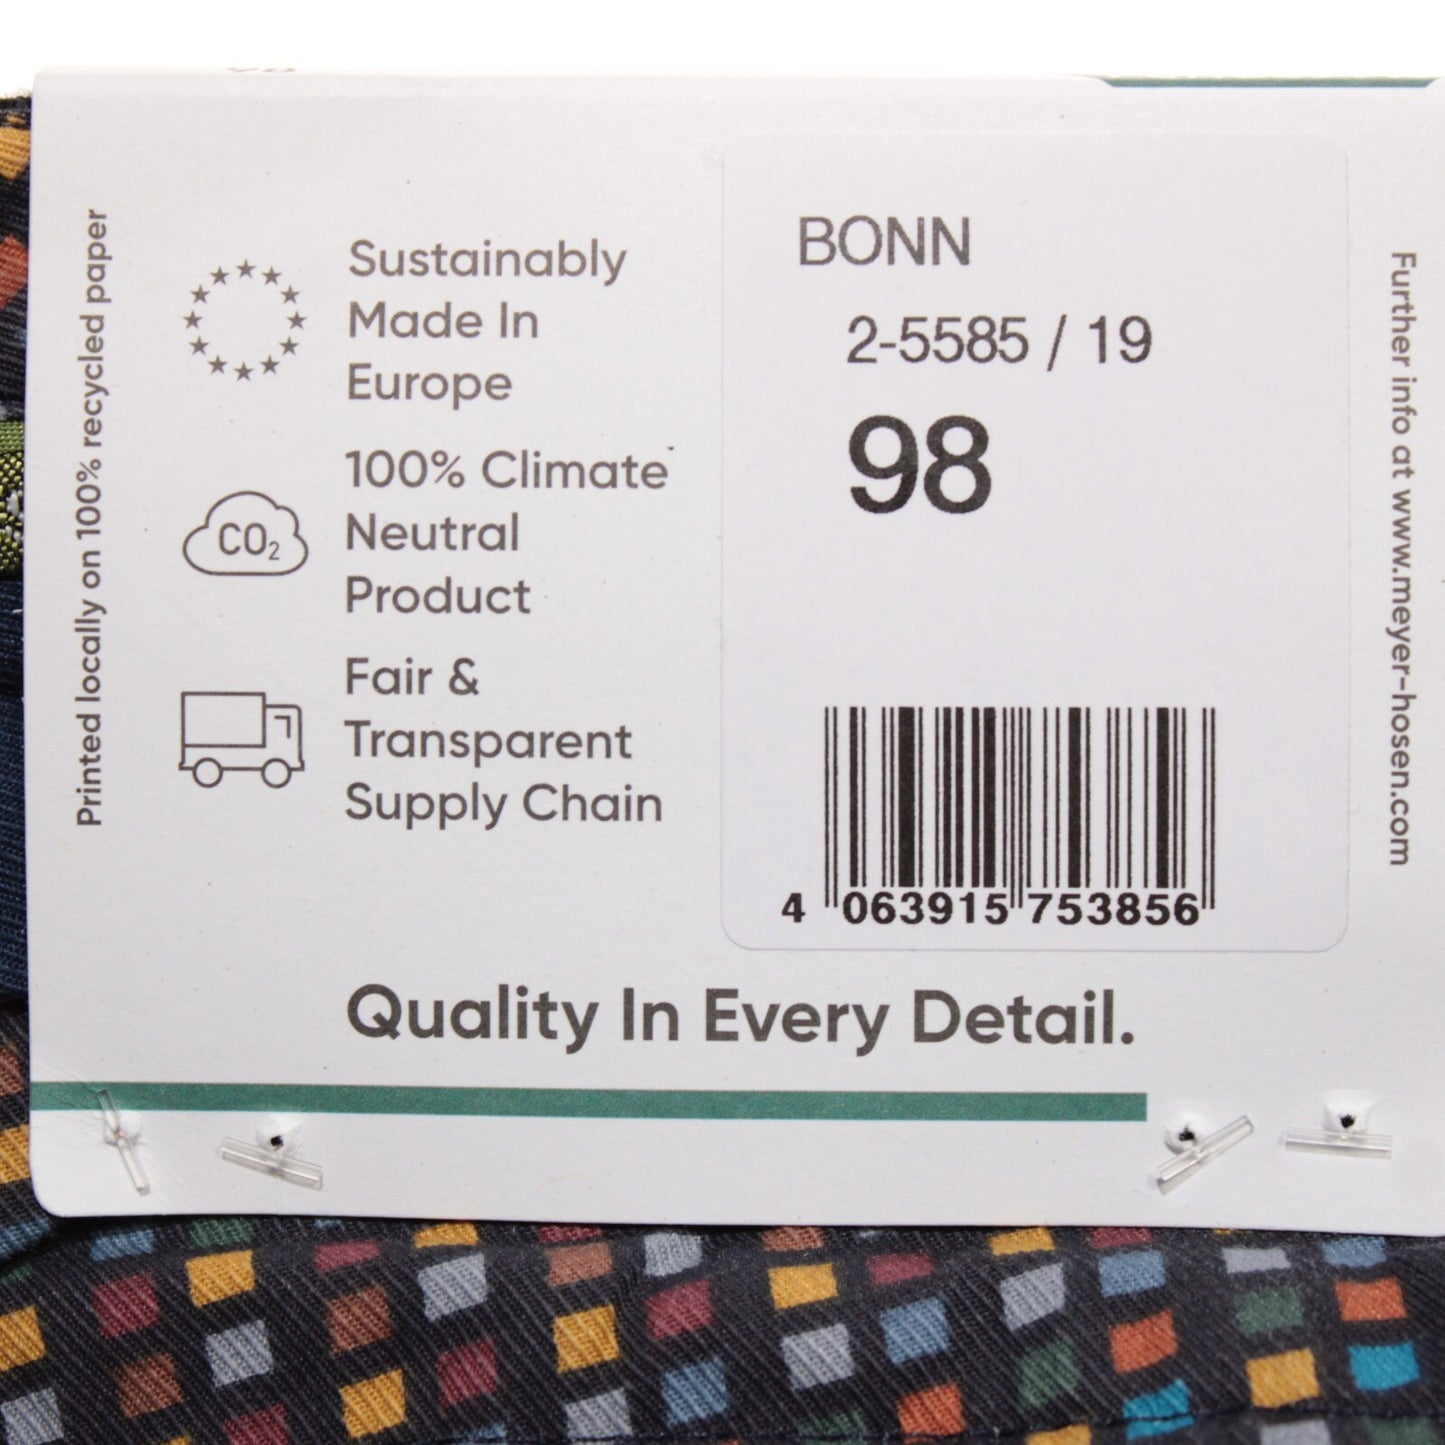 Printed locally on 100% recycled paper
Sustainably
Made In
Europe
CO₂
100% Climate
Neutral
Product
Fair &
Transparent
Supply Chain
BONN
2-5585 / 19
98
4 063915 753856
Further info at www.meyer-hosen.com
Quality In Every Detail.